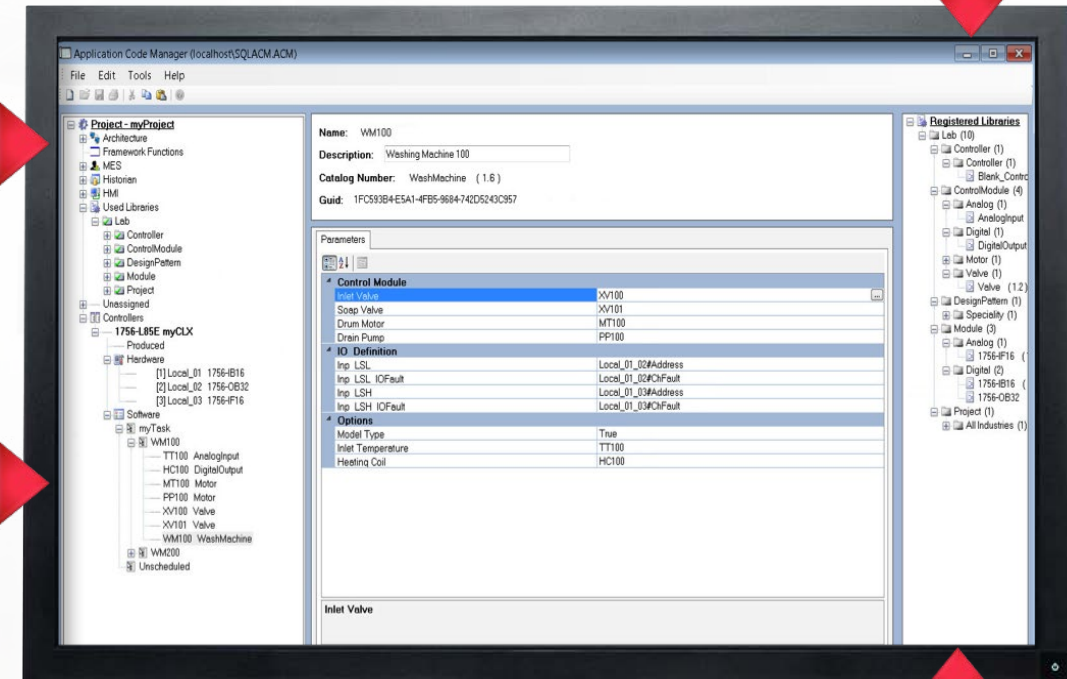 Application Code Manager (localhost\SQLACM.ACM)
File Edit Tools Help
Project - myProject
Architecture
Framework Functions
MES
Historian
HMI
Used Libraries
Lab
Controller
ControlModule
DesignPattern
Module
Project
Unassigned
Controllers
1756-L85E myCLX
Produced
Hardware
[1] Local_01 1756-IB16
[2] Local_02 1756-OB32
[3] Local_03 1756-IF16
Software
myTask
WM100
TT100 AnalogInput
HC100 DigitalOutput
MT100 Motor
PP100 Motor
XV100 Valve
XV101 Valve
WM100 WashMachine
WM200
Unscheduled
Name: WM100
Description: Washing Machine 100
Catalog Number: WashMachine (1.6)
Guid: 1FC593B4-E5A1-4FB5-9684-742D5243C957
Parameters
Control Module
Inlet Valve XV100 ...
Soap Valve XV101
Drum Motor MT100
Drain Pump PP100
IO Definition
Inp LSL Local_01_02#Address
Inp LSL IOFault Local_01_02#ChFault
Inp LSH Local_01_03#Address
Inp LSH IOFault Local_01_03#ChFault
Options
Model Type True
Inlet Temperature TT100
Heating Coil HC100
Inlet Valve
Registered Libraries
Lab (10)
Controller (1)
Controller (1)
Blank_Contrc
ControlModule (4)
Analog (1)
AnalogInput
Digital (1)
DigitalOutput
Motor (1)
Valve (1)
Valve (1.2)
DesignPattern (1)
Speciality (1)
Module (3)
Analog (1)
1756-IF16 (
Digital (2)
1756-IB16 (
1756-OB32
Project (1)
All Industries (1)